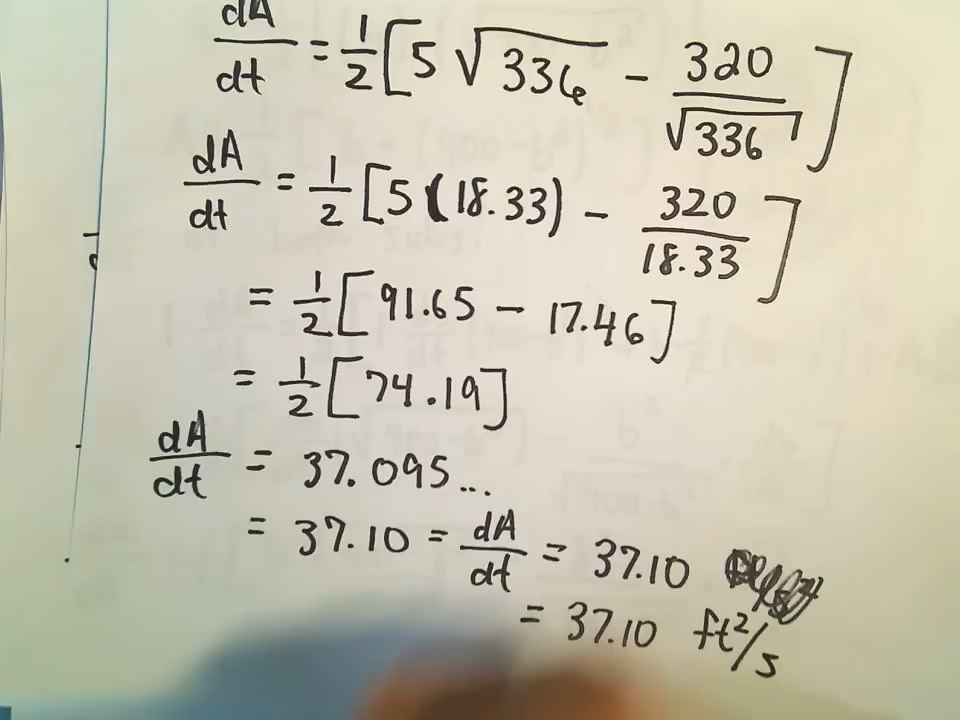 dA/dt = 1/2 [5 √336 - 320/√336]
dA/dt = 1/2 [5 (18.33) - 320/18.33]
= 1/2 [91.65 - 17.46]
= 1/2 [74.19]
dA/dt = 37.095...
= 37.10 = dA/dt = 37.10
= 37.10 ft²/s